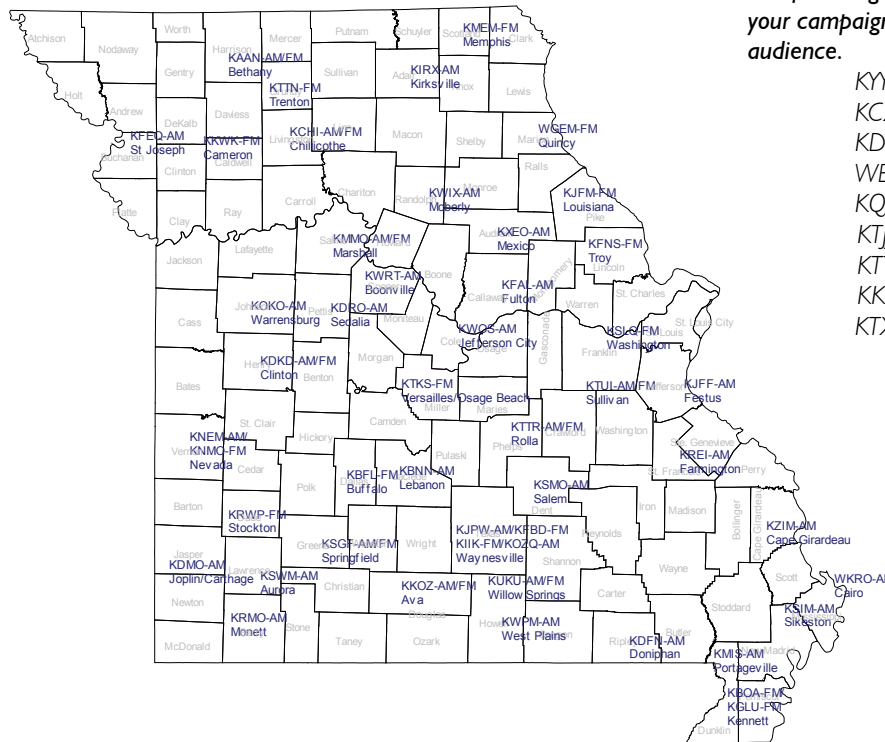 your campaign
audience.
KMEM-FM
Memphis
KAAN-AM/FM
Bethany
KIRX-AM
Kirksville
KTTN-FM
Trenton
KFEQ-AM
St Joseph
KKWK-FM
Cameron
KCHI-AM/FM
Chillicothe
WGEM-FM
Quincy
KWIX-AM
Moberly
KJFM-FM
Louisiana
KMMO-AM/FM
Marshall
KXEO-AM
Mexico
KFNS-FM
Troy
KWRT-AM
Boonville
KFAL-AM
Fulton
KOKO-AM
Warrensburg
KDRO-AM
Sedalia
KWOS-AM
Jefferson City
KSLQ-FM
Washington
KDKD-AM/FM
Clinton
KTKS-FM
Versailles/Osage Beach
KTUI-AM/FM
Sullivan
KJFF-AM
Festus
KNEM-AM/
KNMO-FM
Nevada
KTTR-AM/FM
Rolla
KREI-AM
Farmington
KBFL-FM
Buffalo
KBNN-AM
Lebanon
KSMO-AM
Salem
KRWP-FM
Stockton
KSGF-AM/FM
Springfield
KJPW-AM/KFBD-FM
KIIK-FM/KOZQ-AM
Waynesville
KZIM-AM
Cape Girardeau
KDMO-AM
Joplin/Carthage
KSWM-AM
Aurora
KKOZ-AM/FM
Ava
KUKU-AM/FM
Willow Springs
WKRO-AM
Cairo
KRMO-AM
Monett
KWPM-AM
West Plains
KDFN-AM
Doniphan
KSIM-AM
Sikeston
KMIS-AM
Portageville
KBOA-FM
KGLU-FM
Kennett
Atchison
Nodaway
Worth
Harrison
Mercer
Putnam
Schuyler
Scotland
Clark
Holt
Gentry
Sullivan
Adair
Knox
Lewis
Andrew
DeKalb
Daviess
Grundy
Livingston
Linn
Macon
Shelby
Marion
Buchanan
Clinton
Caldwell
Ralls
Platte
Clay
Ray
Carroll
Chariton
Randolph
Monroe
Pike
Jackson
Lafayette
Saline
Howard
Boone
Audrain
Lincoln
Montgomery
Callaway
Warren
St. Charles
Cass
Johnson
Pettis
Cooper
Moniteau
Cole
Osage
Gasconade
Franklin
St. Louis
St. Louis City
Bates
Henry
Benton
Morgan
Miller
Maries
Jefferson
St. Clair
Hickory
Camden
Pulaski
Phelps
Crawford
Washington
Ste. Genevieve
St. Francois
Perry
Vernon
Cedar
Polk
Dallas
Laclede
Dent
Iron
Madison
Bollinger
Cape Girardeau
Barton
Dade
Greene
Webster
Wright
Texas
Shannon
Reynolds
Wayne
Jasper
Lawrence
Christian
Douglas
Carter
Stoddard
Scott
Mississippi
Newton
Barry
Stone
Taney
Ozark
Howell
Oregon
Ripley
Butler
New Madrid
McDonald
Pemiscot
Dunklin